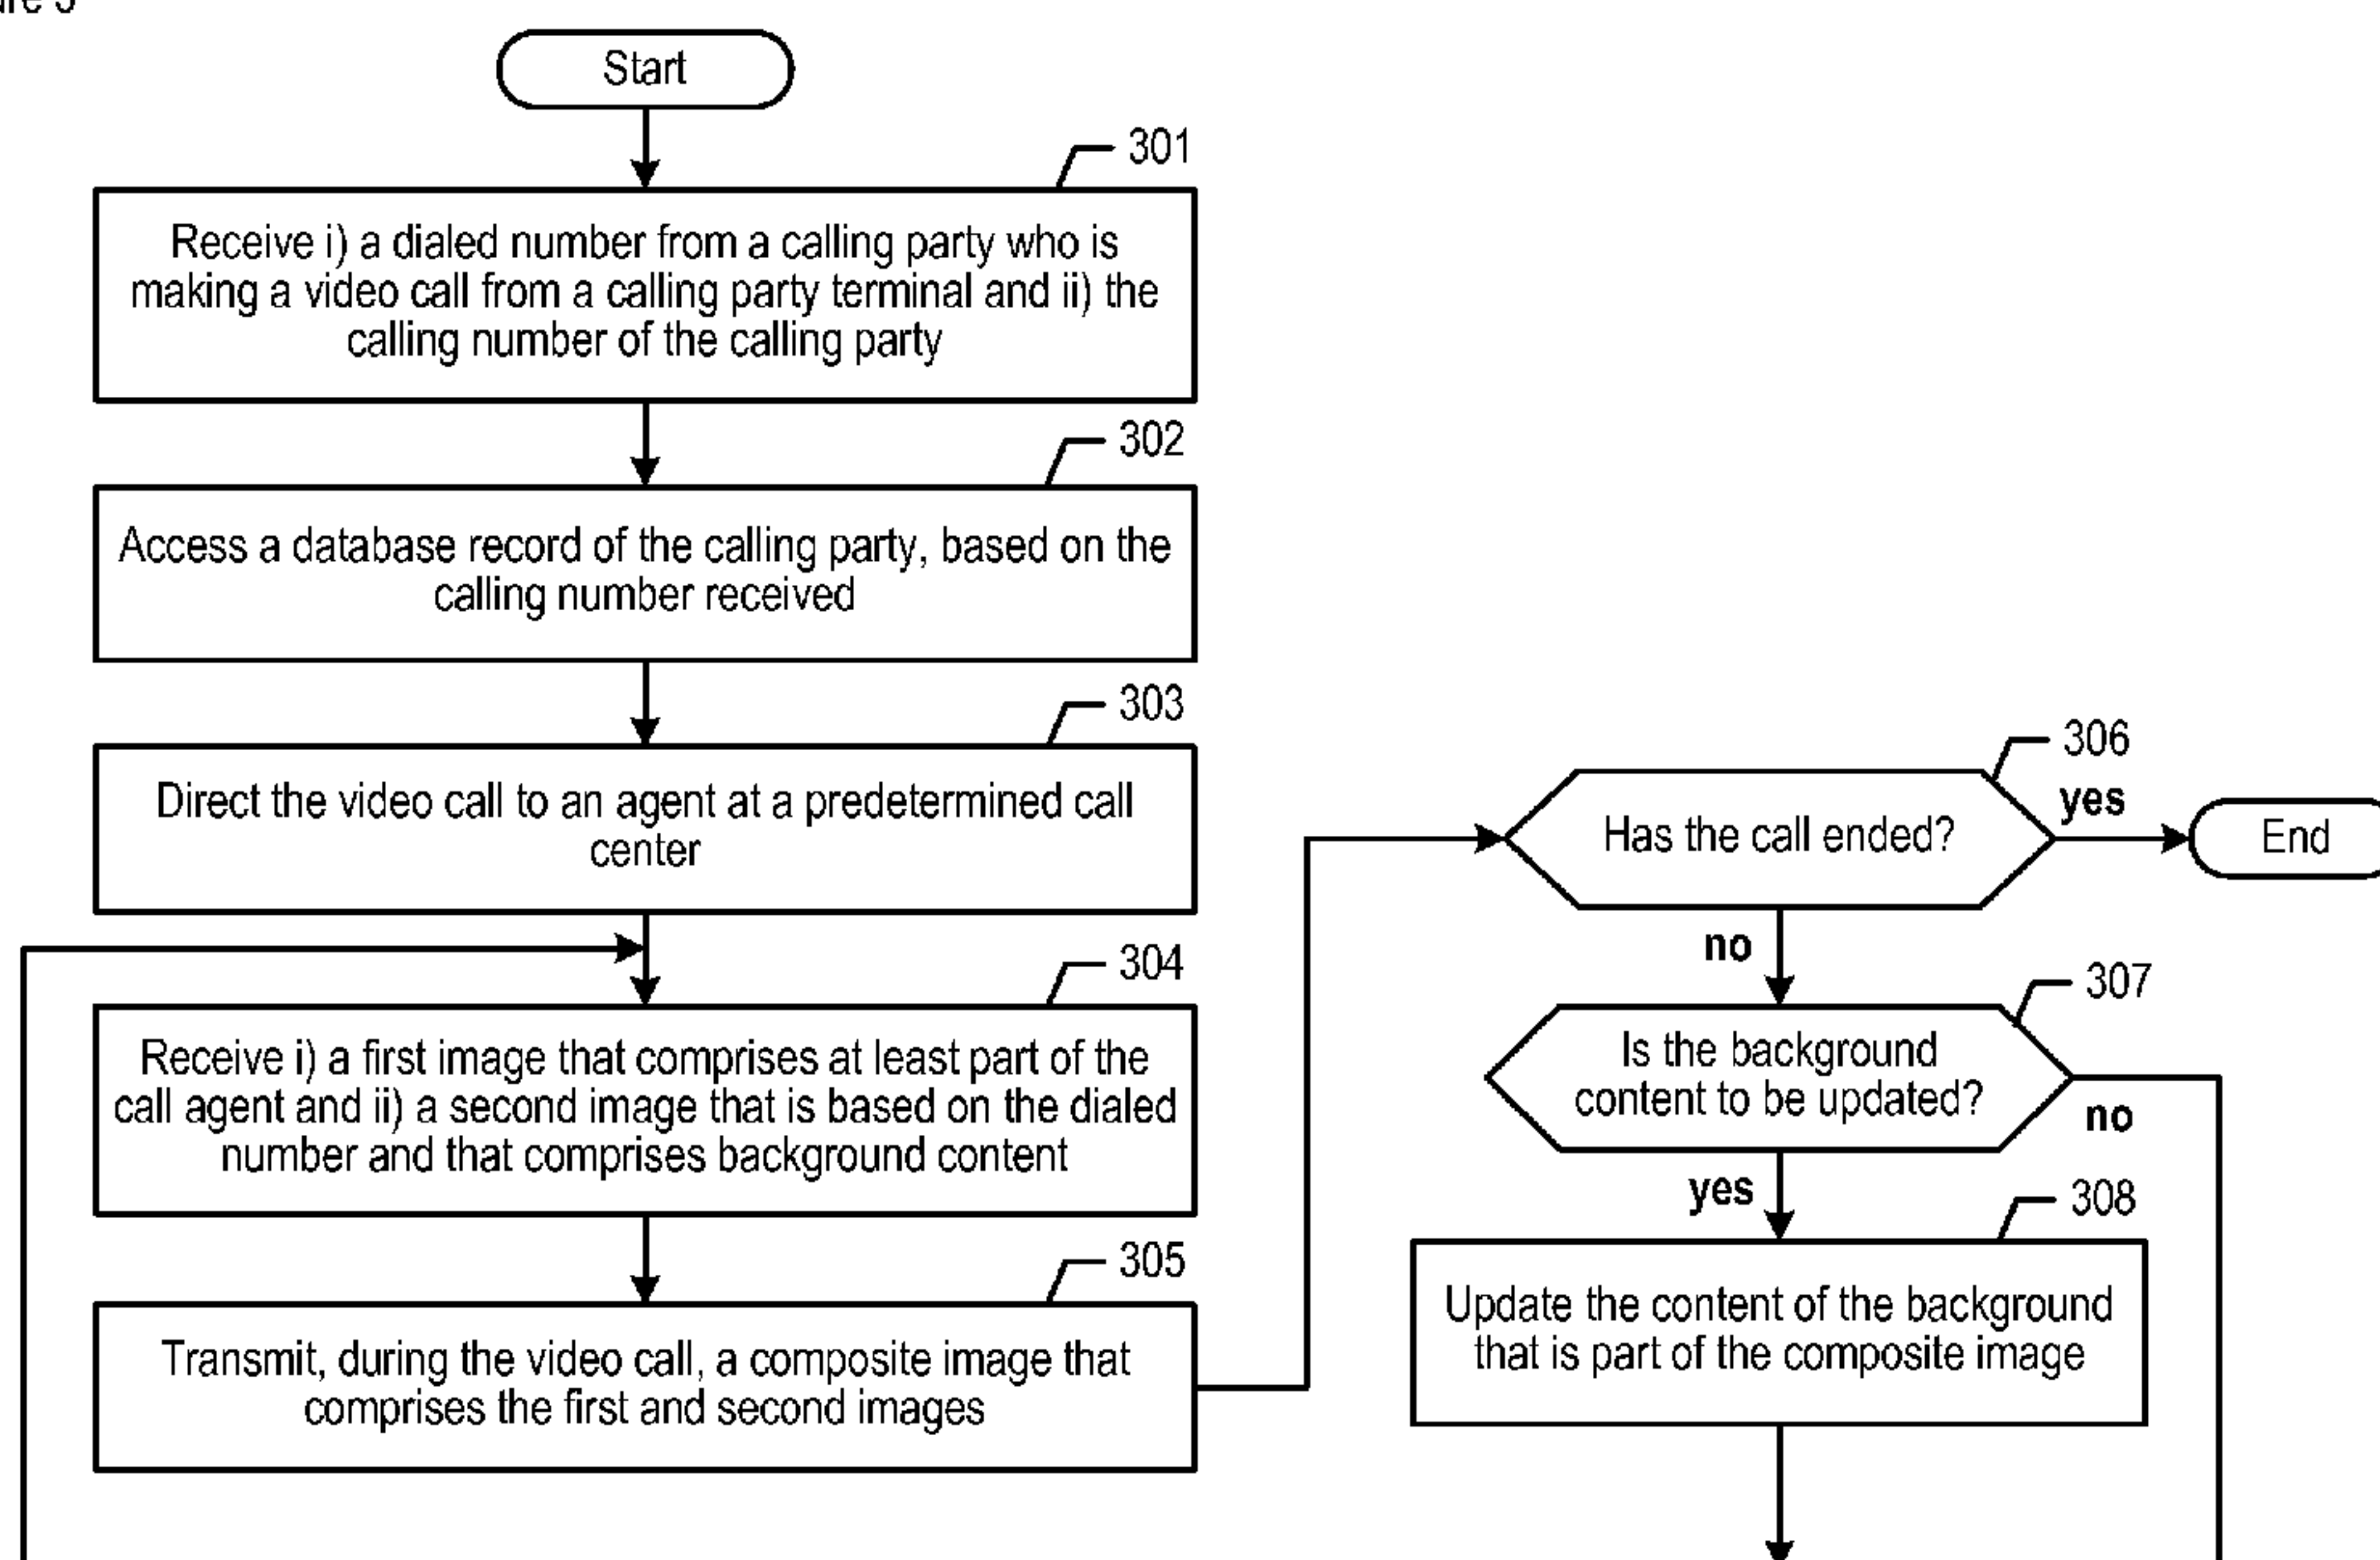 Start
301
Receive i) a dialed number from a calling party who is
making a video call from a calling party terminal and ii) the
calling number of the calling party
302
Access a database record of the calling party, based on the
calling number received
303
Direct the video call to an agent at a predetermined call
center
304
Receive i) a first image that comprises at least part of the
call agent and ii) a second image that is based on the dialed
number and that comprises background content
305
Transmit, during the video call, a composite image that
comprises the first and second images
306
Has the call ended?
yes
End
no
307
Is the background
content to be updated?
no
yes
308
Update the content of the background
that is part of the composite image